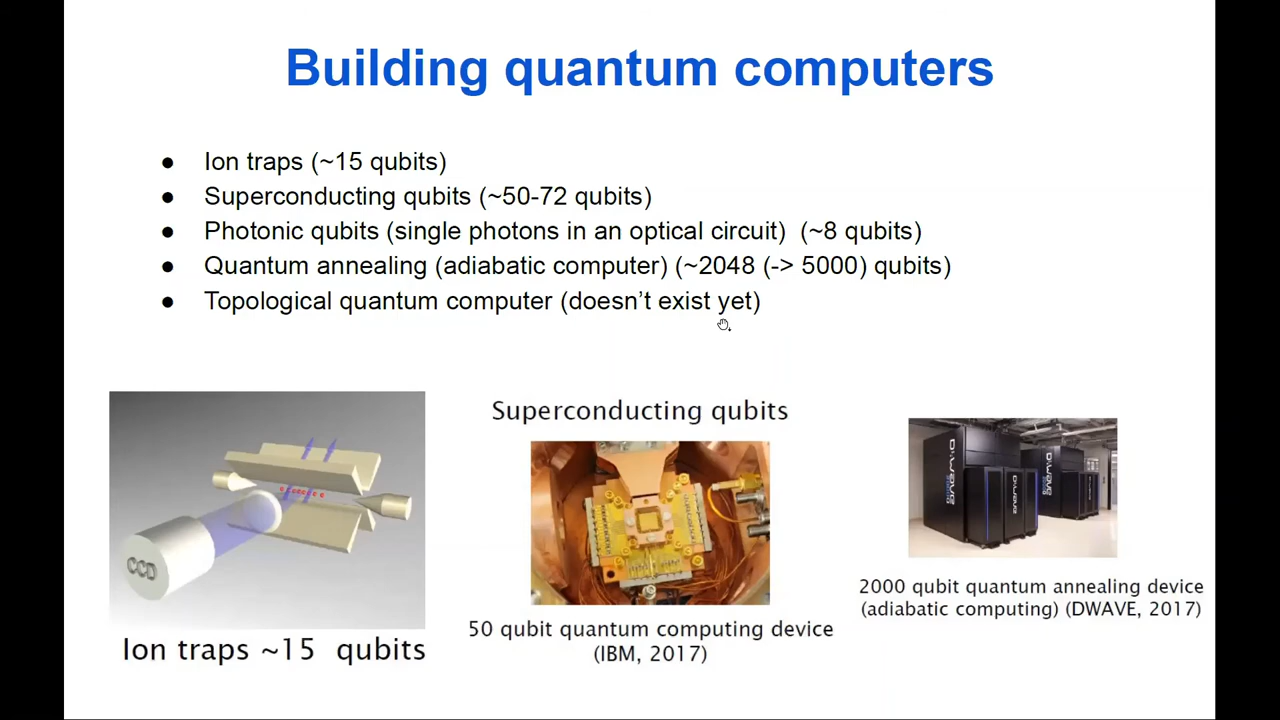 Building quantum computers
● Ion traps (~15 qubits)
● Superconducting qubits (~50-72 qubits)
● Photonic qubits (single photons in an optical circuit)  (~8 qubits)
● Quantum annealing (adiabatic computer) (~2048 (-> 5000) qubits)
● Topological quantum computer (doesn’t exist yet)
CCD
Ion traps ~15  qubits
Superconducting qubits
50 qubit quantum computing device
(IBM, 2017)
D:WAVE
D:WAVE
D:WAVE
2000 qubit quantum annealing device
(adiabatic computing) (DWAVE, 2017)